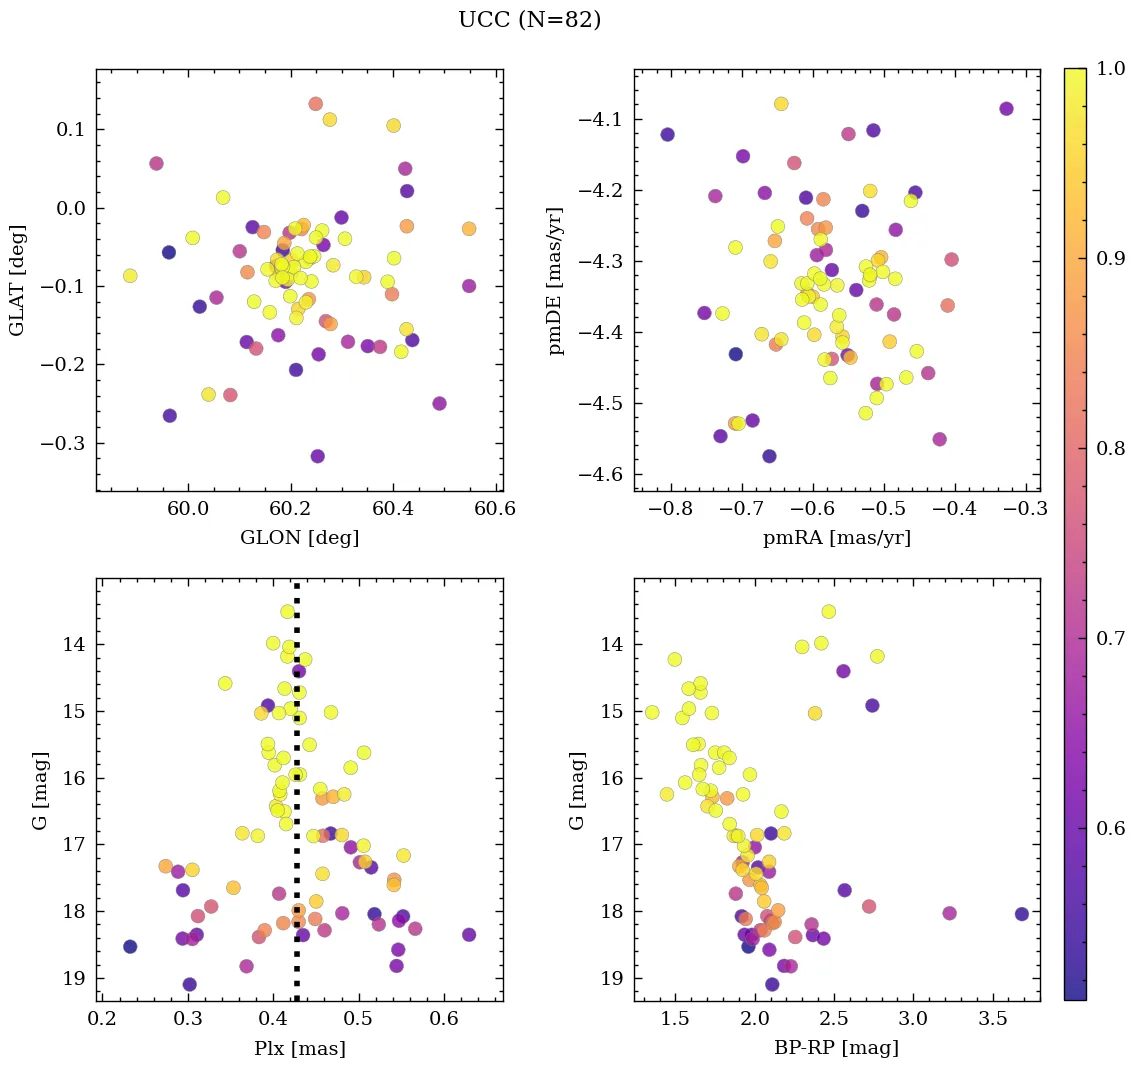 UCC (N=82)
0.1
0.0
−0.1
−0.2
−0.3
GLAT [deg]
60.0 60.2 60.4 60.6
GLON [deg]
−4.1
−4.2
−4.3
−4.4
−4.5
−4.6
pmDE [mas/yr]
−0.8 −0.7 −0.6 −0.5 −0.4 −0.3
pmRA [mas/yr]
14
15
16
17
18
19
G [mag]
0.2 0.3 0.4 0.5 0.6
Plx [mas]
14
15
16
17
18
19
G [mag]
1.5 2.0 2.5 3.0 3.5
BP-RP [mag]
1.0
0.9
0.8
0.7
0.6